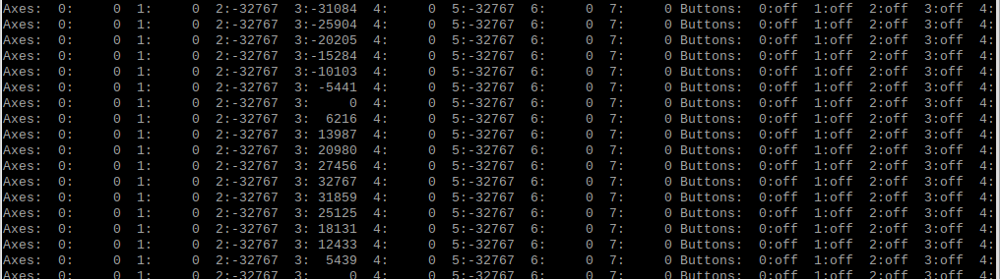 Axes:  0:     0  1:     0  2:-32767  3:-31084  4:     0  5:-32767  6:     0  7:     0 Buttons:  0:off  1:off  2:off  3:off  4:
Axes:  0:     0  1:     0  2:-32767  3:-25904  4:     0  5:-32767  6:     0  7:     0 Buttons:  0:off  1:off  2:off  3:off  4:
Axes:  0:     0  1:     0  2:-32767  3:-20205  4:     0  5:-32767  6:     0  7:     0 Buttons:  0:off  1:off  2:off  3:off  4:
Axes:  0:     0  1:     0  2:-32767  3:-15284  4:     0  5:-32767  6:     0  7:     0 Buttons:  0:off  1:off  2:off  3:off  4:
Axes:  0:     0  1:     0  2:-32767  3:-10103  4:     0  5:-32767  6:     0  7:     0 Buttons:  0:off  1:off  2:off  3:off  4:
Axes:  0:     0  1:     0  2:-32767  3: -5441  4:     0  5:-32767  6:     0  7:     0 Buttons:  0:off  1:off  2:off  3:off  4:
Axes:  0:     0  1:     0  2:-32767  3:     0  4:     0  5:-32767  6:     0  7:     0 Buttons:  0:off  1:off  2:off  3:off  4:
Axes:  0:     0  1:     0  2:-32767  3:  6216  4:     0  5:-32767  6:     0  7:     0 Buttons:  0:off  1:off  2:off  3:off  4:
Axes:  0:     0  1:     0  2:-32767  3: 13987  4:     0  5:-32767  6:     0  7:     0 Buttons:  0:off  1:off  2:off  3:off  4:
Axes:  0:     0  1:     0  2:-32767  3: 20980  4:     0  5:-32767  6:     0  7:     0 Buttons:  0:off  1:off  2:off  3:off  4:
Axes:  0:     0  1:     0  2:-32767  3: 27456  4:     0  5:-32767  6:     0  7:     0 Buttons:  0:off  1:off  2:off  3:off  4:
Axes:  0:     0  1:     0  2:-32767  3: 32767  4:     0  5:-32767  6:     0  7:     0 Buttons:  0:off  1:off  2:off  3:off  4:
Axes:  0:     0  1:     0  2:-32767  3: 31859  4:     0  5:-32767  6:     0  7:     0 Buttons:  0:off  1:off  2:off  3:off  4:
Axes:  0:     0  1:     0  2:-32767  3: 25125  4:     0  5:-32767  6:     0  7:     0 Buttons:  0:off  1:off  2:off  3:off  4:
Axes:  0:     0  1:     0  2:-32767  3: 18131  4:     0  5:-32767  6:     0  7:     0 Buttons:  0:off  1:off  2:off  3:off  4:
Axes:  0:     0  1:     0  2:-32767  3: 12433  4:     0  5:-32767  6:     0  7:     0 Buttons:  0:off  1:off  2:off  3:off  4:
Axes:  0:     0  1:     0  2:-32767  3:  5439  4:     0  5:-32767  6:     0  7:     0 Buttons:  0:off  1:off  2:off  3:off  4:
Axes:  0:     0  1:     0  2:-32767  3:     0  4:     0  5:-32767  6:     0  7:     0 Buttons:  0:off  1:off  2:off  3:off  4: